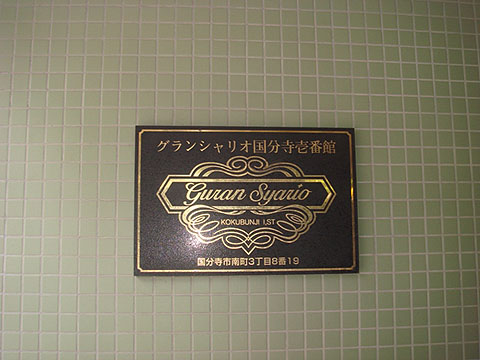 グランシャリオ国分寺壱番館
Guran Syario
KOKUBUNJI I,ST
国分寺市南町3丁目8番19